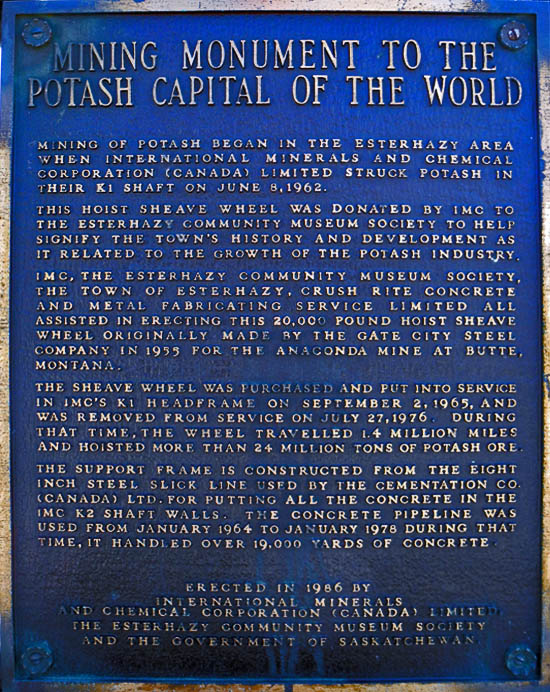 MINING MONUMENT TO THE
POTASH CAPITAL OF THE WORLD
MINING OF POTASH BEGAN IN THE ESTERHAZY AREA
WHEN INTERNATIONAL MINERALS AND CHEMICAL
CORPORATION (CANADA) LIMITED STRUCK POTASH IN
THEIR K1 SHAFT ON JUNE 8, 1962.
THIS HOIST SHEAVE WHEEL WAS DONATED BY IMC TO
THE ESTERHAZY COMMUNITY MUSEUM SOCIETY TO HELP
SIGNIFY THE TOWN'S HISTORY AND DEVELOPMENT AS
IT RELATED TO THE GROWTH OF THE POTASH INDUSTRY.
IMC, THE ESTERHAZY COMMUNITY MUSEUM SOCIETY,
THE TOWN OF ESTERHAZY, CRUSH RITE CONCRETE
AND METAL FABRICATING SERVICE LIMITED ALL
ASSISTED IN ERECTING THIS 20,000 POUND HOIST SHEAVE
WHEEL ORIGINALLY MADE BY THE GATE CITY STEEL
COMPANY IN 1955 FOR THE ANACONDA MINE AT BUTTE,
MONTANA.
THE SHEAVE WHEEL WAS PURCHASED AND PUT INTO SERVICE
IN IMC'S K1 HEADFRAME ON SEPTEMBER 2, 1965, AND
WAS REMOVED FROM SERVICE ON JULY 27, 1976. DURING
THAT TIME, THE WHEEL TRAVELLED 1.4 MILLION MILES
AND HOISTED MORE THAN 24 MILLION TONS OF POTASH ORE.
THE SUPPORT FRAME IS CONSTRUCTED FROM THE EIGHT
INCH STEEL SLICK LINE USED BY THE CEMENTATION CO.
(CANADA) LTD. FOR PUTTING ALL THE CONCRETE IN THE
IMC K2 SHAFT WALLS. THE CONCRETE PIPELINE WAS
USED FROM JANUARY 1964 TO JANUARY 1978 DURING THAT
TIME, IT HANDLED OVER 19,000 YARDS OF CONCRETE.
ERECTED IN 1986 BY
INTERNATIONAL MINERALS
AND CHEMICAL CORPORATION (CANADA) LIMITED,
THE ESTERHAZY COMMUNITY MUSEUM SOCIETY
AND THE GOVERNMENT OF SASKATCHEWAN.